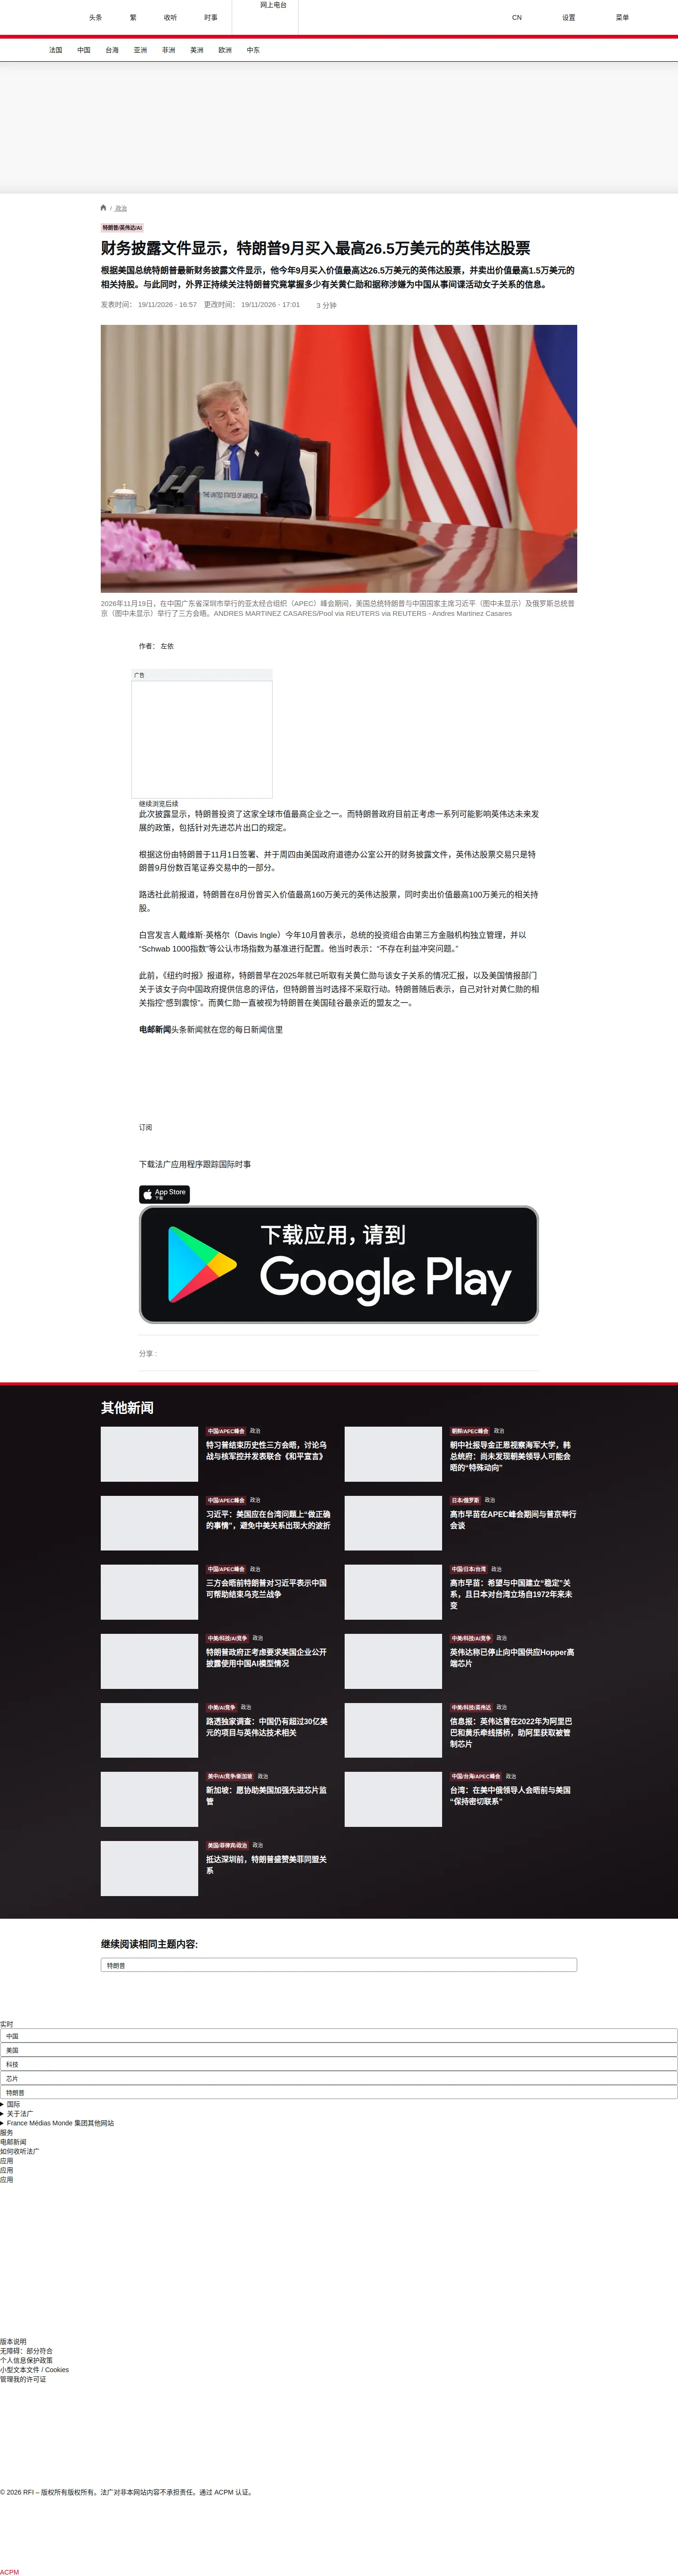 头条
繁
收听
时事
网上电台
CN
设置
菜单
法国
中国
台海
亚洲
非洲
美洲
欧洲
中东
/ 政治
特朗普/英伟达/AI
财务披露文件显示，特朗普9月买入最高26.5万美元的英伟达股票
根据美国总统特朗普最新财务披露文件显示，他今年9月买入价值最高达26.5万美元的英伟达股票，并卖出价值最高1.5万美元的
相关持股。与此同时，外界正持续关注特朗普究竟掌握多少有关黄仁勋和据称涉嫌为中国从事间谍活动女子关系的信息。
发表时间： 19/11/2026 - 16:57 更改时间： 19/11/2026 - 17:01
3 分钟
THE UNITED STATES OF AMERICA
2026年11月19日，在中国广东省深圳市举行的亚太经合组织（APEC）峰会期间，美国总统特朗普与中国国家主席习近平（图中未显示）及俄罗斯总统普
京（图中未显示）举行了三方会晤。ANDRES MARTINEZ CASARES/Pool via REUTERS via REUTERS - Andres Martinez Casares
作者： 左依
广告
继续浏览后续
此次披露显示，特朗普投资了这家全球市值最高企业之一。而特朗普政府目前正考虑一系列可能影响英伟达未来发
展的政策，包括针对先进芯片出口的规定。
根据这份由特朗普于11月1日签署、并于周四由美国政府道德办公室公开的财务披露文件，英伟达股票交易只是特
朗普9月份数百笔证券交易中的一部分。
路透社此前报道，特朗普在8月份曾买入价值最高160万美元的英伟达股票，同时卖出价值最高100万美元的相关持
股。
白宫发言人戴维斯·英格尔（Davis Ingle）今年10月曾表示，总统的投资组合由第三方金融机构独立管理，并以
“Schwab 1000指数”等公认市场指数为基准进行配置。他当时表示：“不存在利益冲突问题。”
此前，《纽约时报》报道称，特朗普早在2025年就已听取有关黄仁勋与该女子关系的情况汇报，以及美国情报部门
关于该女子向中国政府提供信息的评估，但特朗普当时选择不采取行动。特朗普随后表示，自己对针对黄仁勋的相
关指控“感到震惊”。而黄仁勋一直被视为特朗普在美国硅谷最亲近的盟友之一。
电邮新闻头条新闻就在您的每日新闻信里
订阅
下载法广应用程序跟踪国际时事
App Store
下载
下载应用，请到
Google Play
分享 :
其他新闻
中国/APEC峰会 政治
特习普结束历史性三方会晤，讨论乌
战与核军控并发表联合《和平宣言》
朝鲜/APEC峰会 政治
朝中社报导金正恩视察海军大学，韩
总统府：尚未发现朝美领导人可能会
晤的“特殊动向”
中国/APEC峰会 政治
习近平：美国应在台湾问题上“做正确
的事情”，避免中美关系出现大的波折
日本/俄罗斯 政治
高市早苗在APEC峰会期间与普京举行
会谈
中国/APEC峰会 政治
三方会晤前特朗普对习近平表示中国
可帮助结束乌克兰战争
中国/日本/台湾 政治
高市早苗：希望与中国建立“稳定”关
系，且日本对台湾立场自1972年来未
变
中美/科技/AI竞争 政治
特朗普政府正考虑要求美国企业公开
披露使用中国AI模型情况
中美/科技/AI竞争 政治
英伟达称已停止向中国供应Hopper高
端芯片
中美/AI竞争 政治
路透独家调查：中国仍有超过30亿美
元的项目与英伟达技术相关
中美/科技/英伟达 政治
信息报：英伟达曾在2022年为阿里巴
巴和黄乐牵线搭桥，助阿里获取被管
制芯片
美中/AI竞争/新加坡 政治
新加坡：愿协助美国加强先进芯片监
管
中国/台海/APEC峰会 政治
台湾：在美中俄领导人会晤前与美国
“保持密切联系”
美国/菲律宾/政治 政治
抵达深圳前，特朗普盛赞美菲同盟关
系
继续阅读相同主题内容:
特朗普
实时
中国
美国
科技
芯片
特朗普
国际
关于法广
France Médias Monde 集团其他网站
服务
电邮新闻
如何收听法广
应用
应用
应用
版本说明
无障碍：部分符合
个人信息保护政策
小型文本文件 / Cookies
管理我的许可证
© 2026 RFI – 版权所有版权所有。法广对非本网站内容不承担责任。通过 ACPM 认证。
ACPM